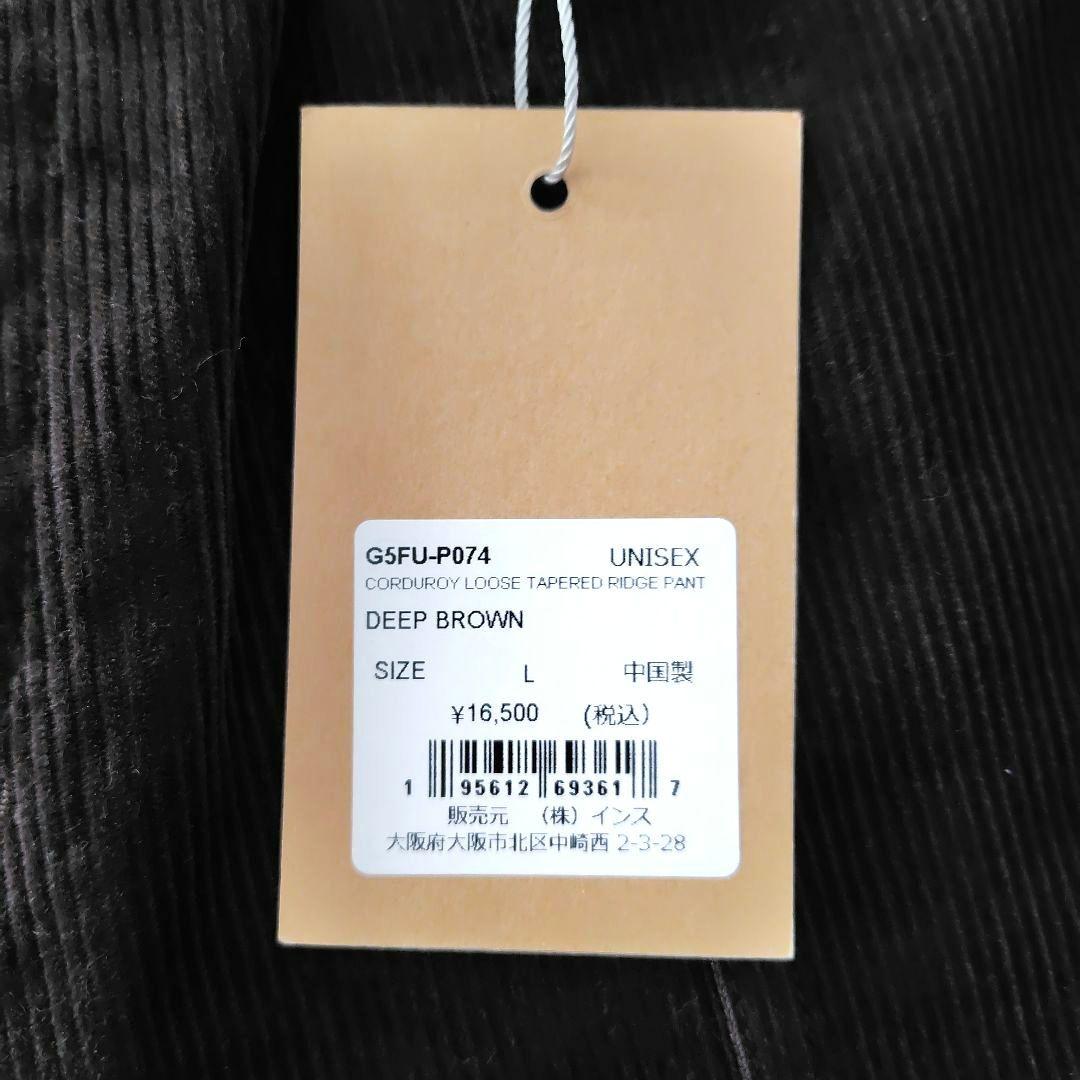 G5FU-P074 UNISEX
CORDUROY LOOSE TAPERED RIDGE PANT
DEEP BROWN
SIZE L 中国製
¥16,500 (税込)
1 95612 69361 7
販売元 (株) インス
大阪府大阪市北区中崎西 2-3-28